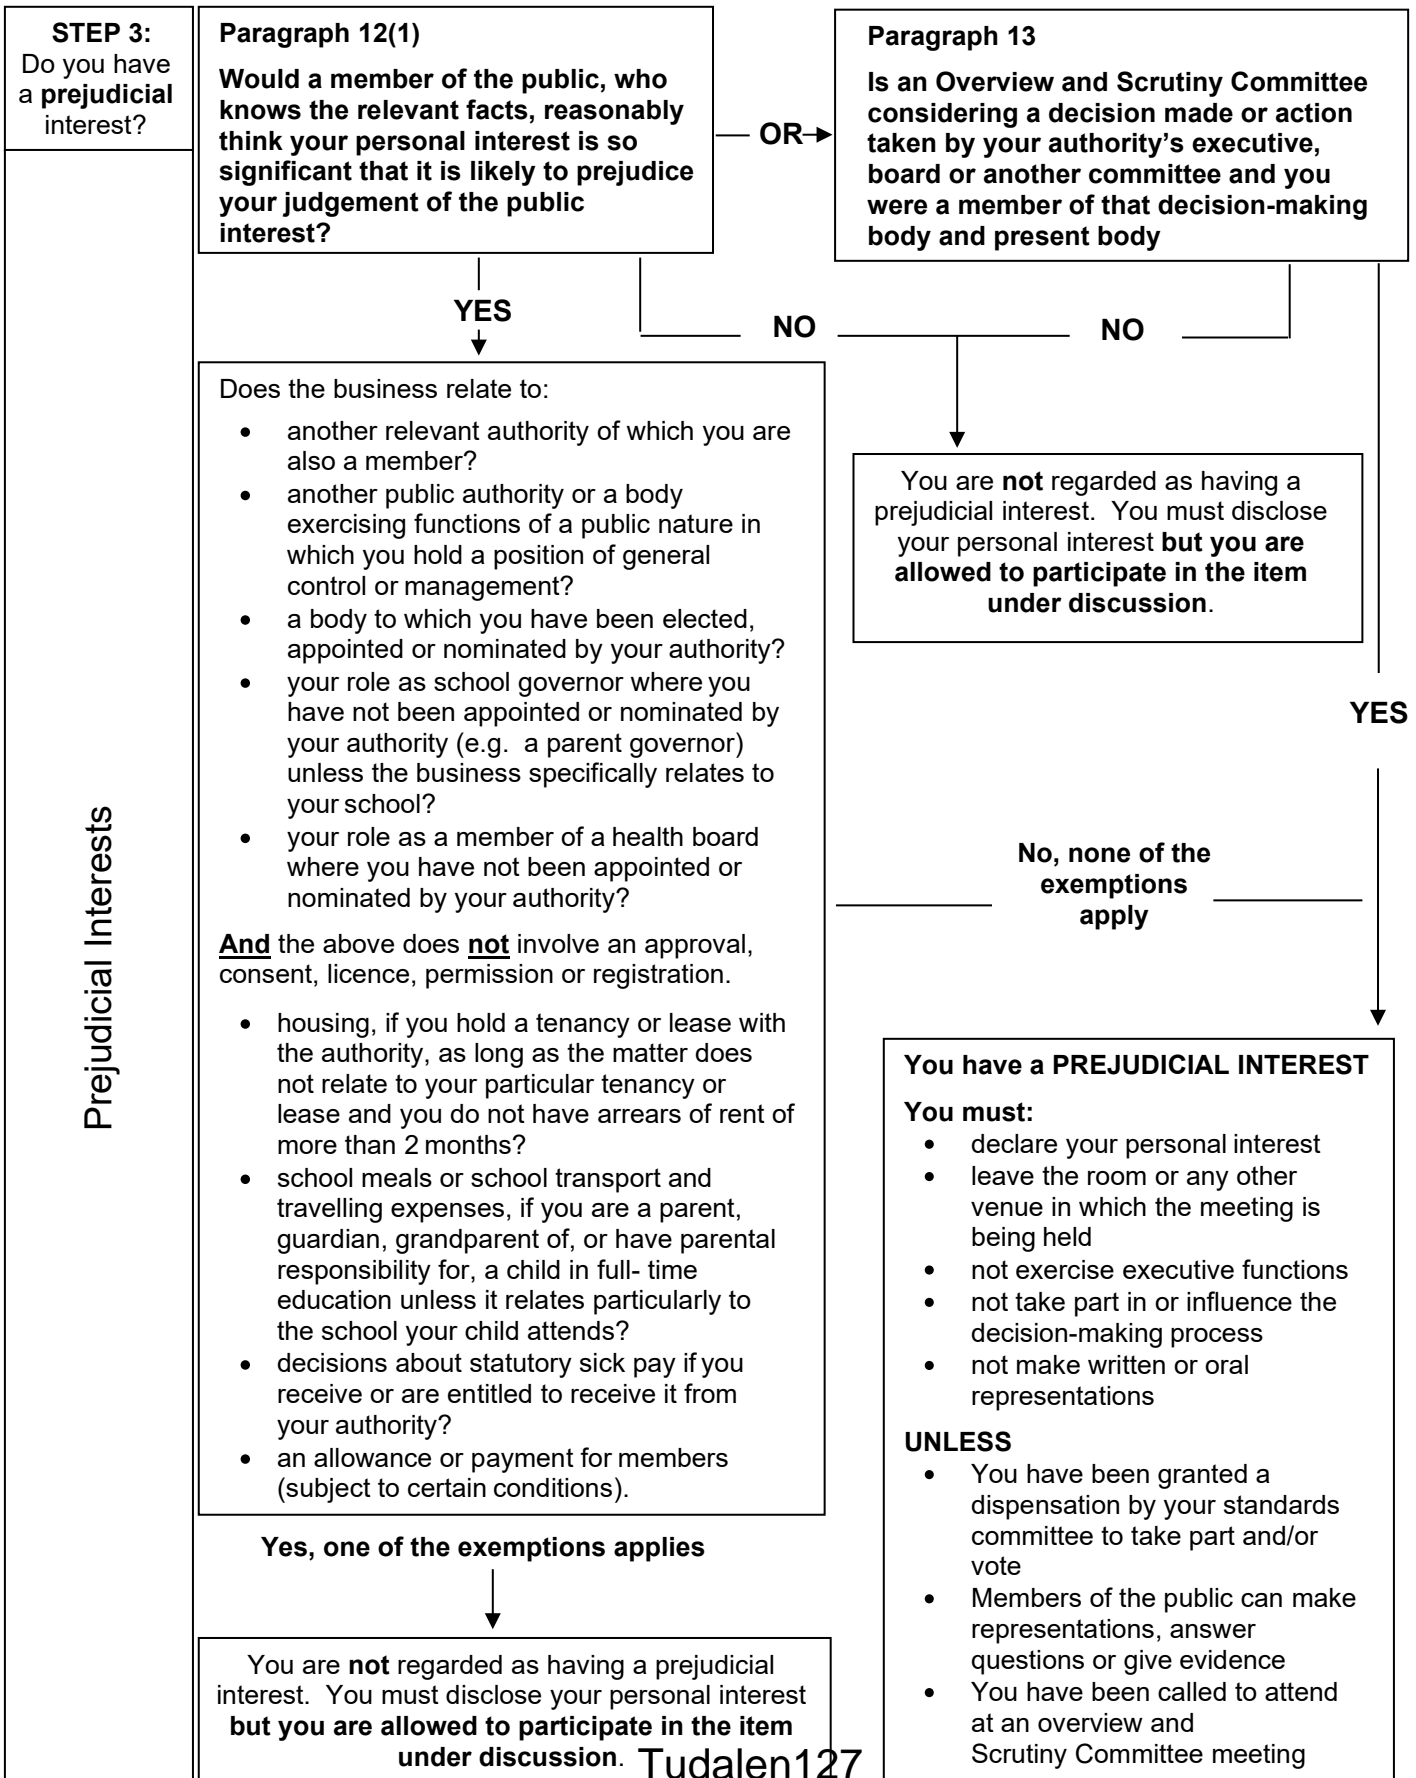 STEP 3:
Do you have
a prejudicial
interest?
Prejudicial Interests
Paragraph 12(1)
Would a member of the public, who
knows the relevant facts, reasonably
think your personal interest is so
significant that it is likely to prejudice
your judgement of the public
interest?
OR
Paragraph 13
Is an Overview and Scrutiny Committee
considering a decision made or action
taken by your authority’s executive,
board or another committee and you
were a member of that decision-making
body and present body
YES
NO
NO
Does the business relate to:
• another relevant authority of which you are
also a member?
• another public authority or a body
exercising functions of a public nature in
which you hold a position of general
control or management?
• a body to which you have been elected,
appointed or nominated by your authority?
• your role as school governor where you
have not been appointed or nominated by
your authority (e.g. a parent governor)
unless the business specifically relates to
your school?
• your role as a member of a health board
where you have not been appointed or
nominated by your authority?
And the above does not involve an approval,
consent, licence, permission or registration.
• housing, if you hold a tenancy or lease with
the authority, as long as the matter does
not relate to your particular tenancy or
lease and you do not have arrears of rent of
more than 2 months?
• school meals or school transport and
travelling expenses, if you are a parent,
guardian, grandparent of, or have parental
responsibility for, a child in full- time
education unless it relates particularly to
the school your child attends?
• decisions about statutory sick pay if you
receive or are entitled to receive it from
your authority?
• an allowance or payment for members
(subject to certain conditions).
You are not regarded as having a
prejudicial interest. You must disclose
your personal interest but you are
allowed to participate in the item
under discussion.
YES
No, none of the
exemptions
apply
You have a PREJUDICIAL INTEREST
You must:
• declare your personal interest
• leave the room or any other
venue in which the meeting is
being held
• not exercise executive functions
• not take part in or influence the
decision-making process
• not make written or oral
representations
UNLESS
• You have been granted a
dispensation by your standards
committee to take part and/or
vote
• Members of the public can make
representations, answer
questions or give evidence
• You have been called to attend
at an overview and
Scrutiny Committee meeting
Yes, one of the exemptions applies
You are not regarded as having a prejudicial
interest. You must disclose your personal interest
but you are allowed to participate in the item
under discussion.
Tudalen127